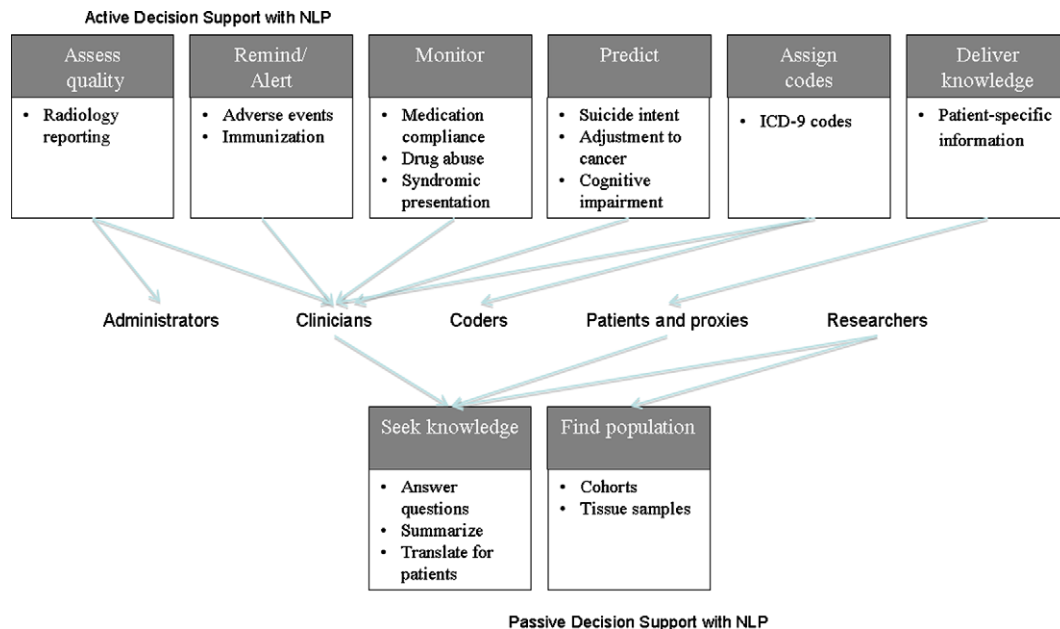 Active Decision Support with NLP
Assess
quality
• Radiology
reporting
Remind/
Alert
• Adverse events
• Immunization
Monitor
• Medication
compliance
• Drug abuse
• Syndromic
presentation
Predict
• Suicide intent
• Adjustment to
cancer
• Cognitive
impairment
Assign
codes
• ICD-9 codes
Deliver
knowledge
• Patient-specific
information
Administrators
Clinicians
Coders
Patients and proxies
Researchers
Seek knowledge
• Answer
questions
• Summarize
• Translate for
patients
Find population
• Cohorts
• Tissue samples
Passive Decision Support with NLP